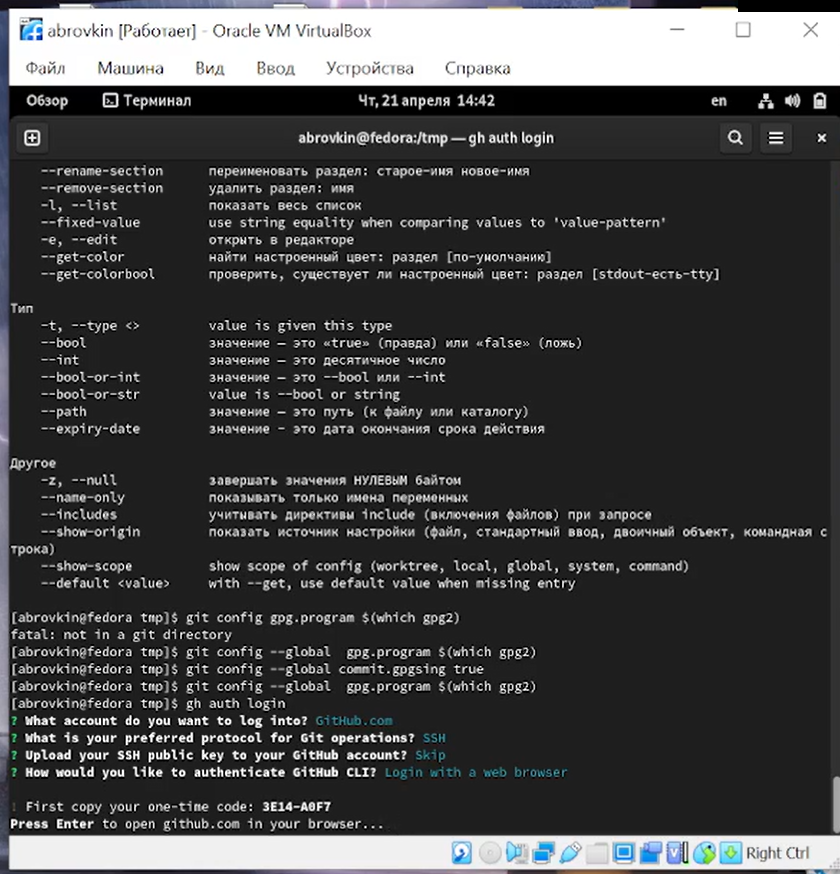 abrovkin [Работает] - Oracle VM VirtualBox
Файл Машина Вид Ввод Устройства Справка
Обзор Терминал Чт, 21 апреля 14:42 en
abrovkin@fedora:/tmp — gh auth login
--rename-section переименовать раздел: старое-имя новое-имя
--remove-section удалить раздел: имя
-l, --list показать весь список
--fixed-value use string equality when comparing values to 'value-pattern'
-e, --edit открыть в редакторе
--get-color найти настроенный цвет: раздел [по-умолчанию]
--get-colorbool проверить, существует ли настроенный цвет: раздел [stdout-есть-tty]
Тип
-t, --type <> value is given this type
--bool значение — это «true» (правда) или «false» (ложь)
--int значение — это десятичное число
--bool-or-int значение — это --bool или --int
--bool-or-str value is --bool or string
--path значение — это путь (к файлу или каталогу)
--expiry-date значение - это дата окончания срока действия
Другое
-z, --null завершать значения НУЛЕВЫМ байтом
--name-only показывать только имена переменных
--includes учитывать директивы include (включения файлов) при запросе
--show-origin показать источник настройки (файл, стандартный ввод, двоичный объект, командная с
трока)
--show-scope show scope of config (worktree, local, global, system, command)
--default <value> with --get, use default value when missing entry
[abrovkin@fedora tmp]$ git config gpg.program $(which gpg2)
fatal: not in a git directory
[abrovkin@fedora tmp]$ git config --global  gpg.program $(which gpg2)
[abrovkin@fedora tmp]$ git config --global commit.gpgsing true
[abrovkin@fedora tmp]$ git config --global  gpg.program $(which gpg2)
[abrovkin@fedora tmp]$ gh auth login
? What account do you want to log into? GitHub.com
? What is your preferred protocol for Git operations? SSH
? Upload your SSH public key to your GitHub account? Skip
? How would you like to authenticate GitHub CLI? Login with a web browser
! First copy your one-time code: 3E14-A0F7
Press Enter to open github.com in your browser...
Right Ctrl